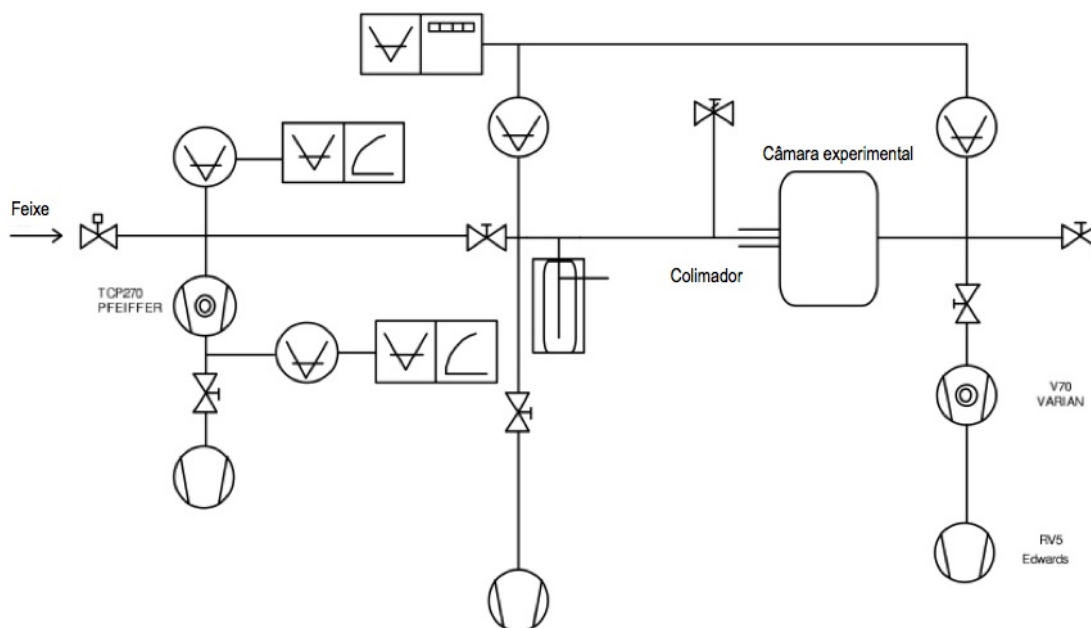 Câmara experimental
Feixe
Colimador
TCP270
PFEIFFER
V70
VARIAN
RV5
Edwards